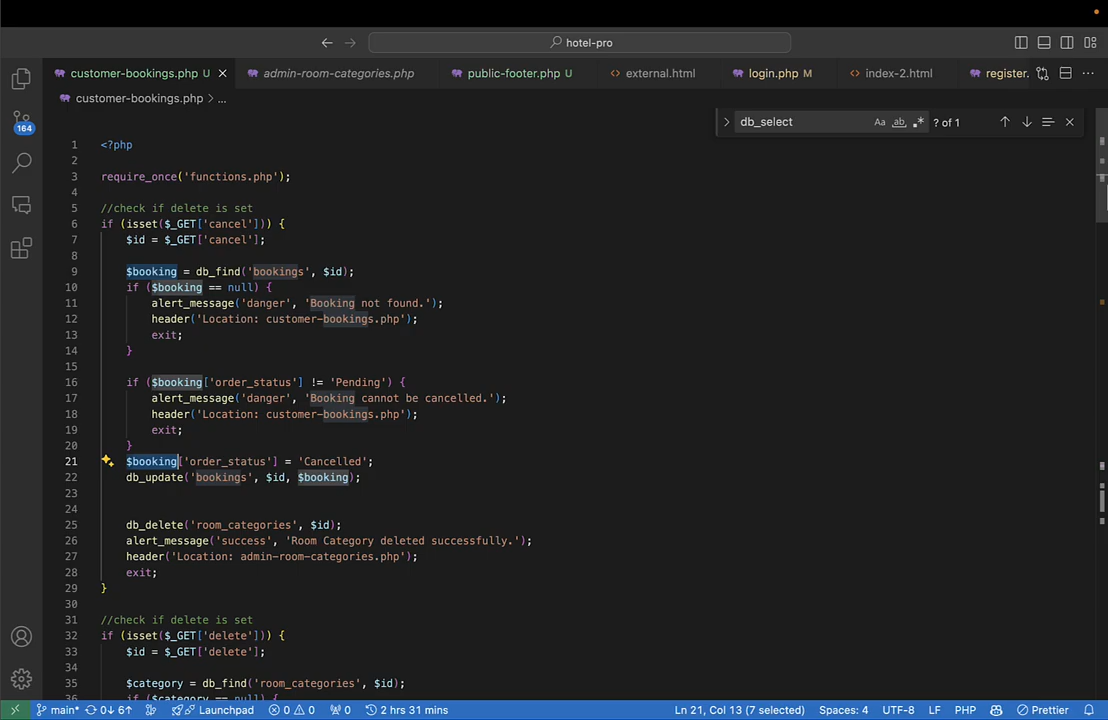 hotel-pro
customer-bookings.php U
admin-room-categories.php
public-footer.php U
external.html
login.php M
index-2.html
register.
customer-bookings.php > ...
db_select
Aa ab .* ? of 1
164
1 <?php
2
3 require_once('functions.php');
4
5 //check if delete is set
6 if (isset($_GET['cancel'])) {
7 $id = $_GET['cancel'];
8
9 $booking = db_find('bookings', $id);
10 if ($booking == null) {
11 alert_message('danger', 'Booking not found.');
12 header('Location: customer-bookings.php');
13 exit;
14 }
15
16 if ($booking['order_status'] != 'Pending') {
17 alert_message('danger', 'Booking cannot be cancelled.');
18 header('Location: customer-bookings.php');
19 exit;
20 }
21 $booking['order_status'] = 'Cancelled';
22 db_update('bookings', $id, $booking);
23
24
25 db_delete('room_categories', $id);
26 alert_message('success', 'Room Category deleted successfully.');
27 header('Location: admin-room-categories.php');
28 exit;
29 }
30
31 //check if delete is set
32 if (isset($_GET['delete'])) {
33 $id = $_GET['delete'];
34
35 $category = db_find('room_categories', $id);
36 if ($category == null) {
main* 0↓ 6↑ Launchpad 0 0 0 2 hrs 31 mins Ln 21, Col 13 (7 selected) Spaces: 4 UTF-8 LF PHP Prettier